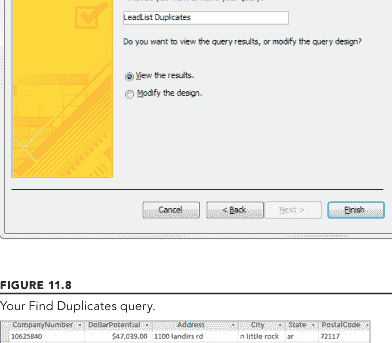 LeadList Duplicates
Do you want to view the query results, or modify the query design?
View the results.
Modify the design.
Cancel < Back Next > Finish
FIGURE 11.8
Your Find Duplicates query.
CompanyNumber DollarPotential Address City State PostalCode
10625840 $47,039.00 1100 landirs rd n little rock ar 72117